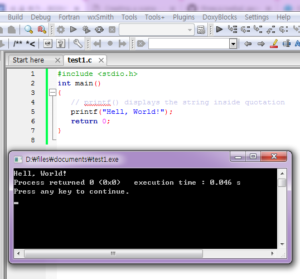 Build Debug Fortran wxSmith Tools Tools+ Plugins DoxyBlocks Settings Help
/** *<
Start here × test1.c ×
1 #include <stdio.h>
2 int main()
3 {
4 // printf() displays the string inside quotation
5 printf("Hello, World!");
6 return 0;
7 }
8
D:₩files₩documents₩test1.exe
Hello, World!
Process returned 0 (0x0) execution time : 0.046 s
Press any key to continue.